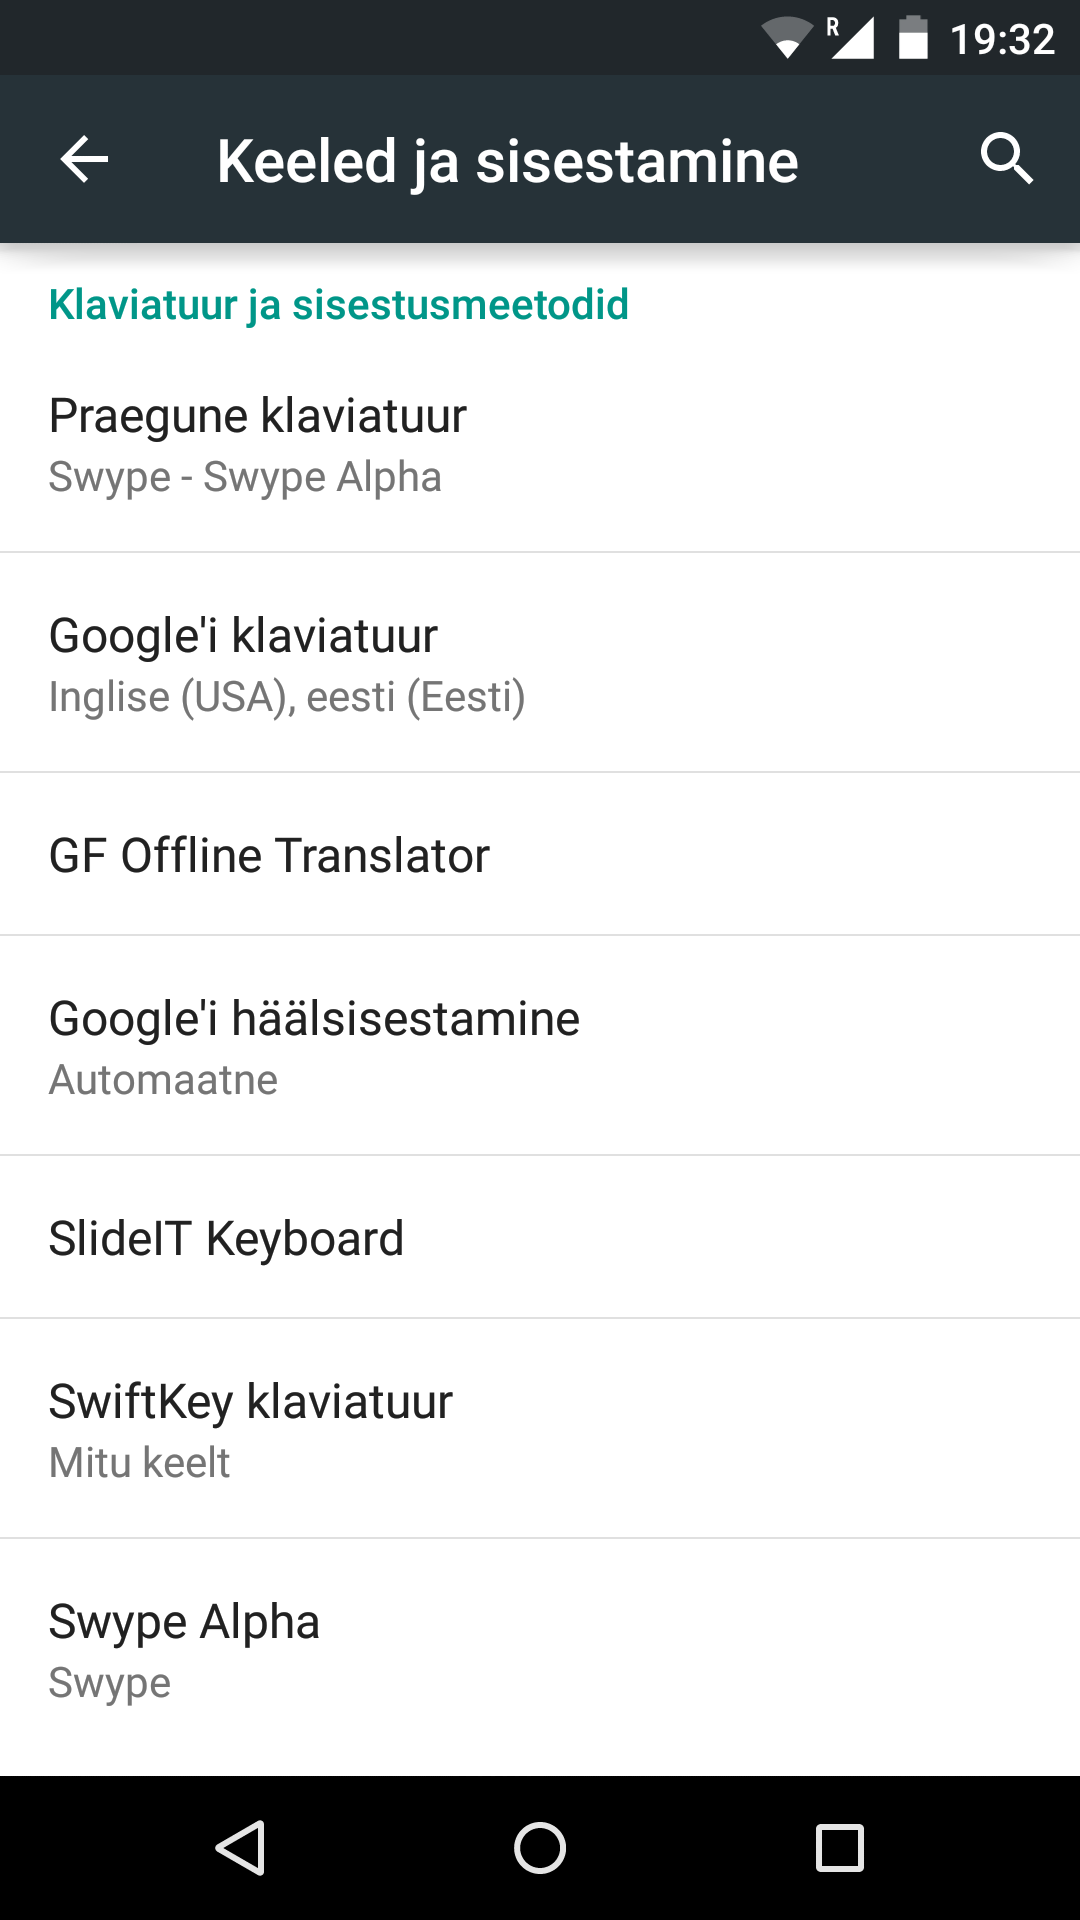 R 19:32
Keeled ja sisestamine
Klaviatuur ja sisestusmeetodid
Praegune klaviatuur
Swype - Swype Alpha
Google'i klaviatuur
Inglise (USA), eesti (Eesti)
GF Offline Translator
Google'i häälsisestamine
Automaatne
SlideIT Keyboard
SwiftKey klaviatuur
Mitu keelt
Swype Alpha
Swype